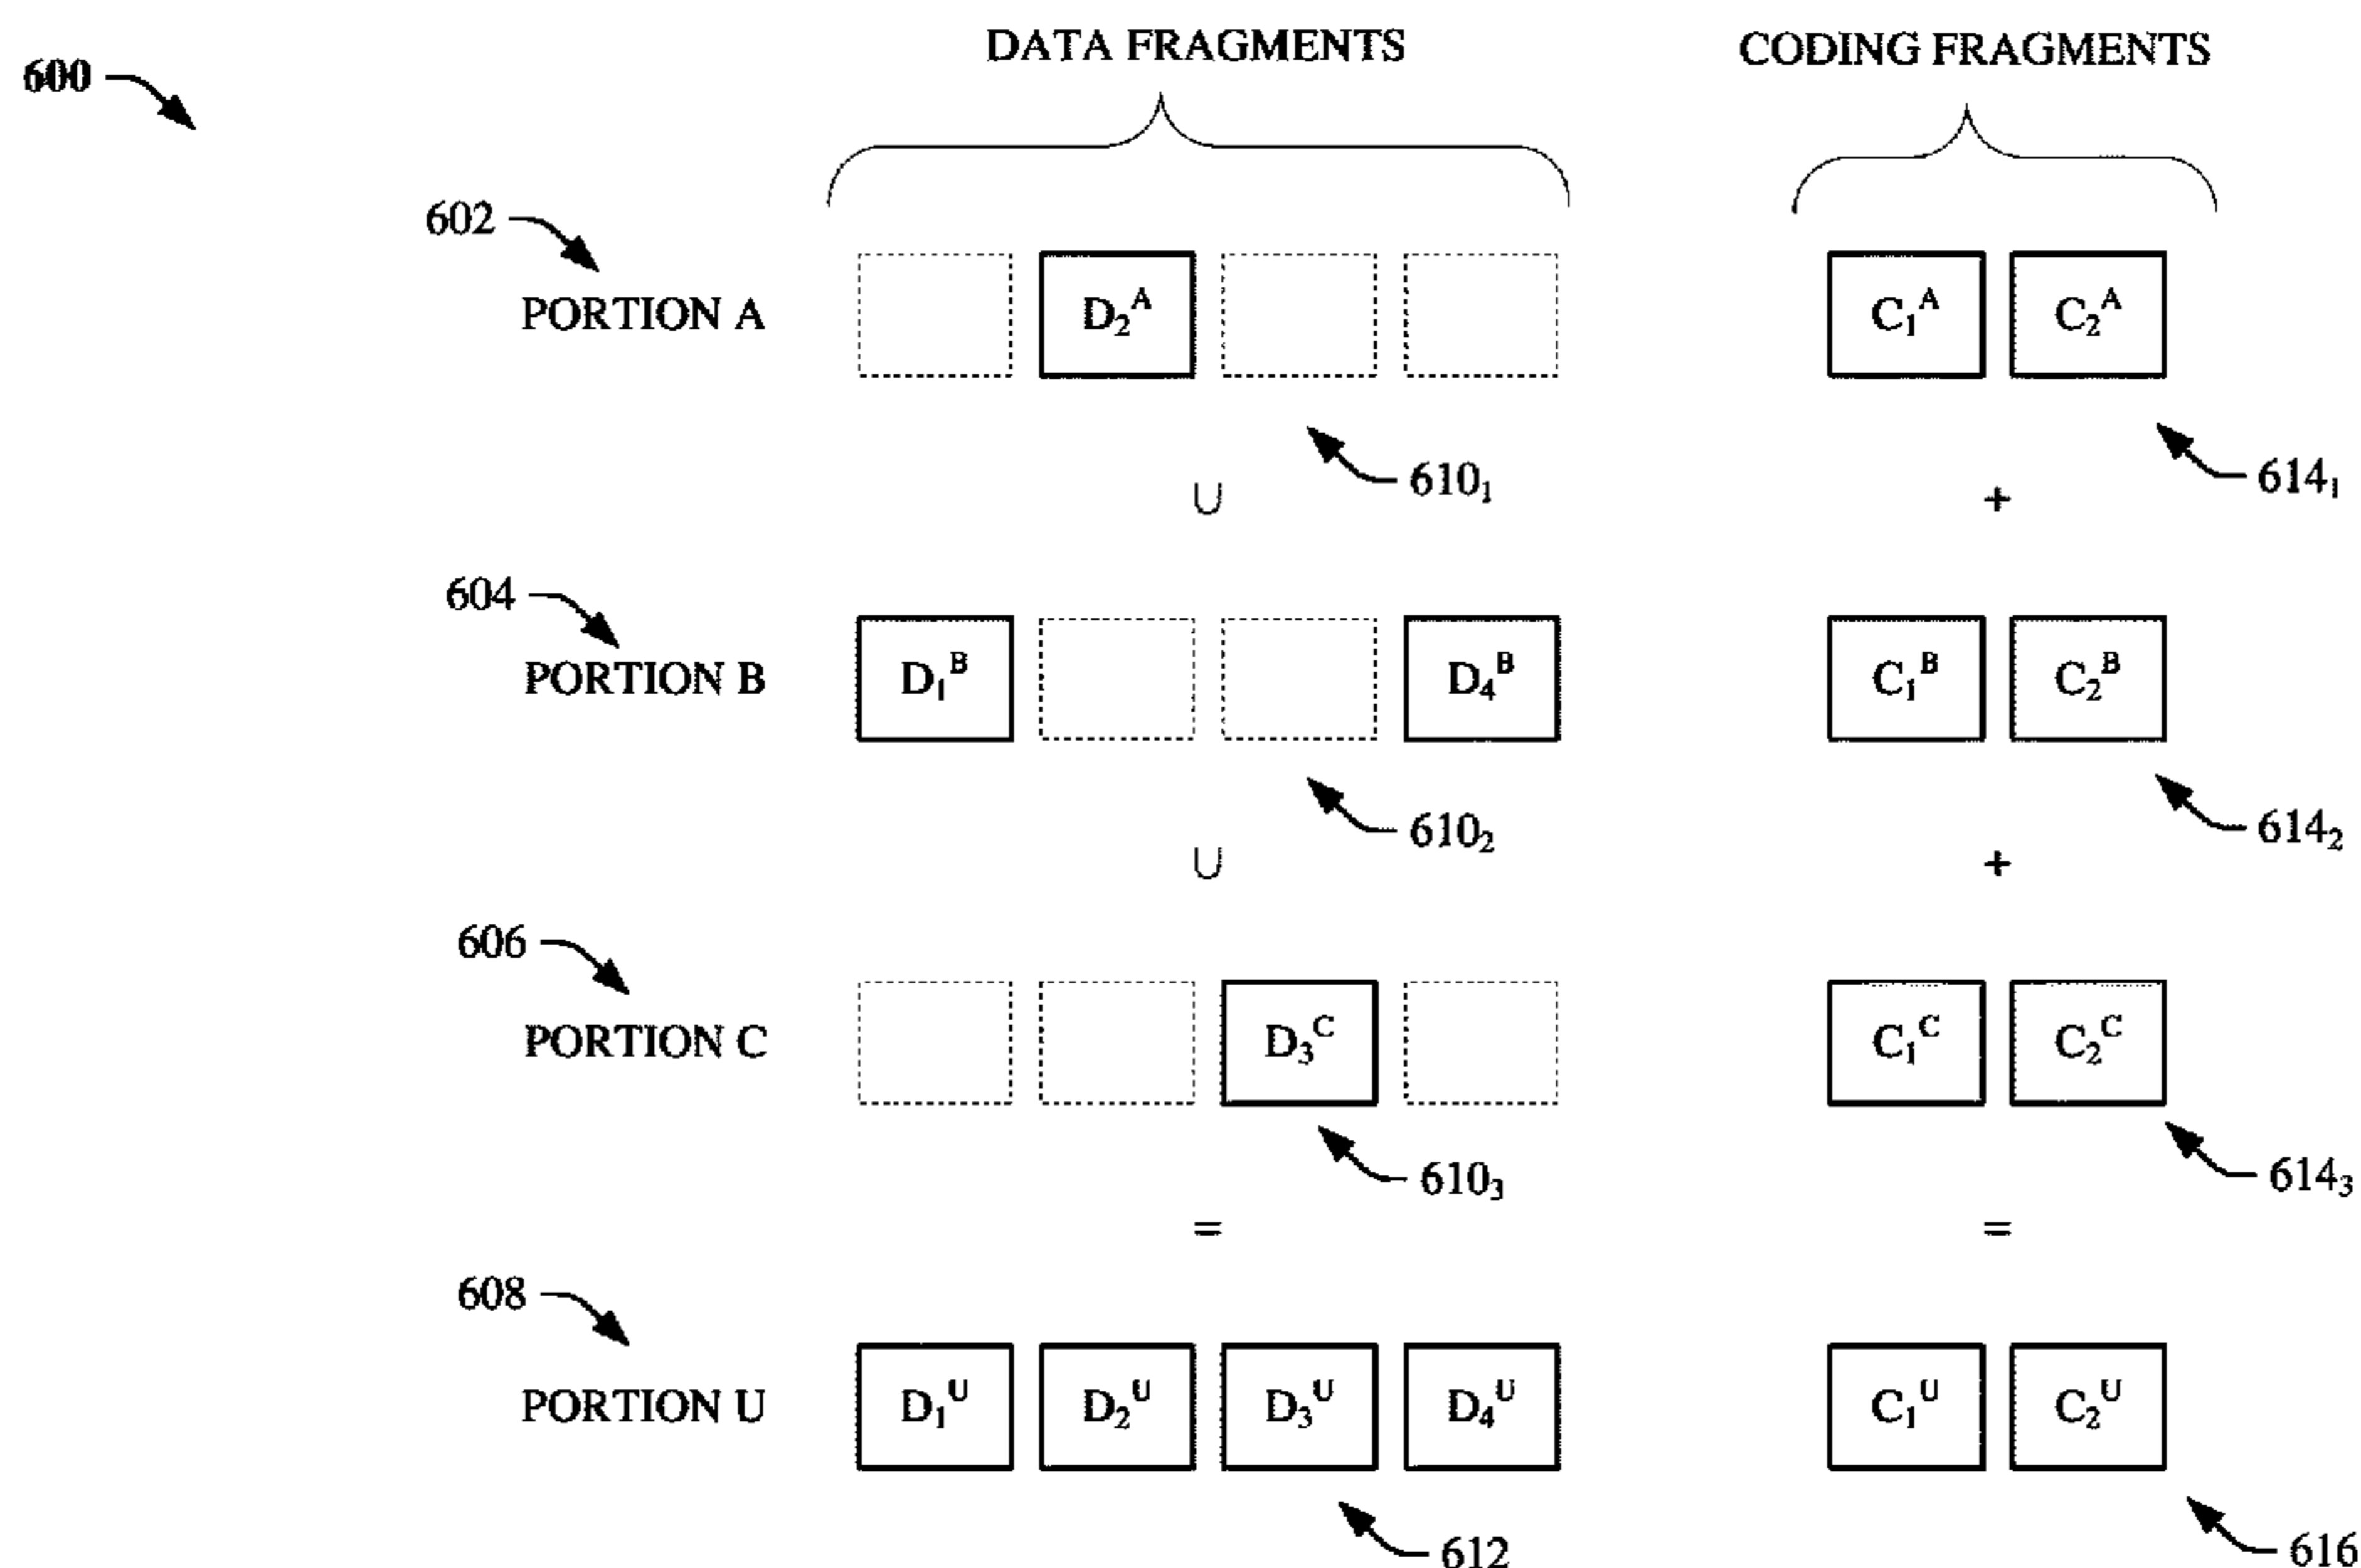 DATA FRAGMENTS
CODING FRAGMENTS
600
602
PORTION A
D₂ᴬ
C₁ᴬ C₂ᴬ
610₁
614₁
∪ +
604
PORTION B
D₁ᴮ D₄ᴮ
C₁ᴮ C₂ᴮ
610₂
614₂
∪ +
606
PORTION C
D₃ᶜ
C₁ᶜ C₂ᶜ
610₃
614₃
= =
608
PORTION U
D₁ᵁ D₂ᵁ D₃ᵁ D₄ᵁ
C₁ᵁ C₂ᵁ
612
616